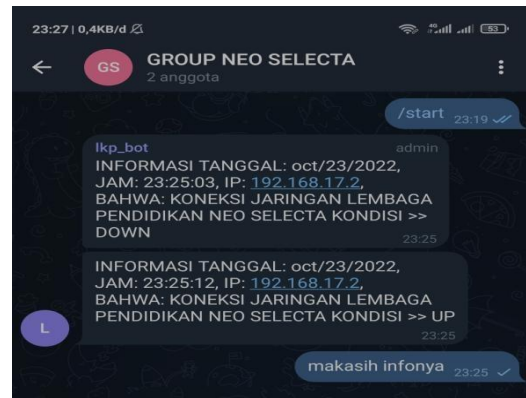 23:27 | 0,4KB/d
4G
53
GS
GROUP NEO SELECTA
2 anggota
/start 23:19
lkp_bot admin
INFORMASI TANGGAL: oct/23/2022,
JAM: 23:25:03, IP: 192.168.17.2,
BAHWA: KONEKSI JARINGAN LEMBAGA
PENDIDIKAN NEO SELECTA KONDISI >>
DOWN
23:25
INFORMASI TANGGAL: oct/23/2022,
JAM: 23:25:12, IP: 192.168.17.2,
BAHWA: KONEKSI JARINGAN LEMBAGA
PENDIDIKAN NEO SELECTA KONDISI >> UP
23:25
L
makasih infonya 23:25